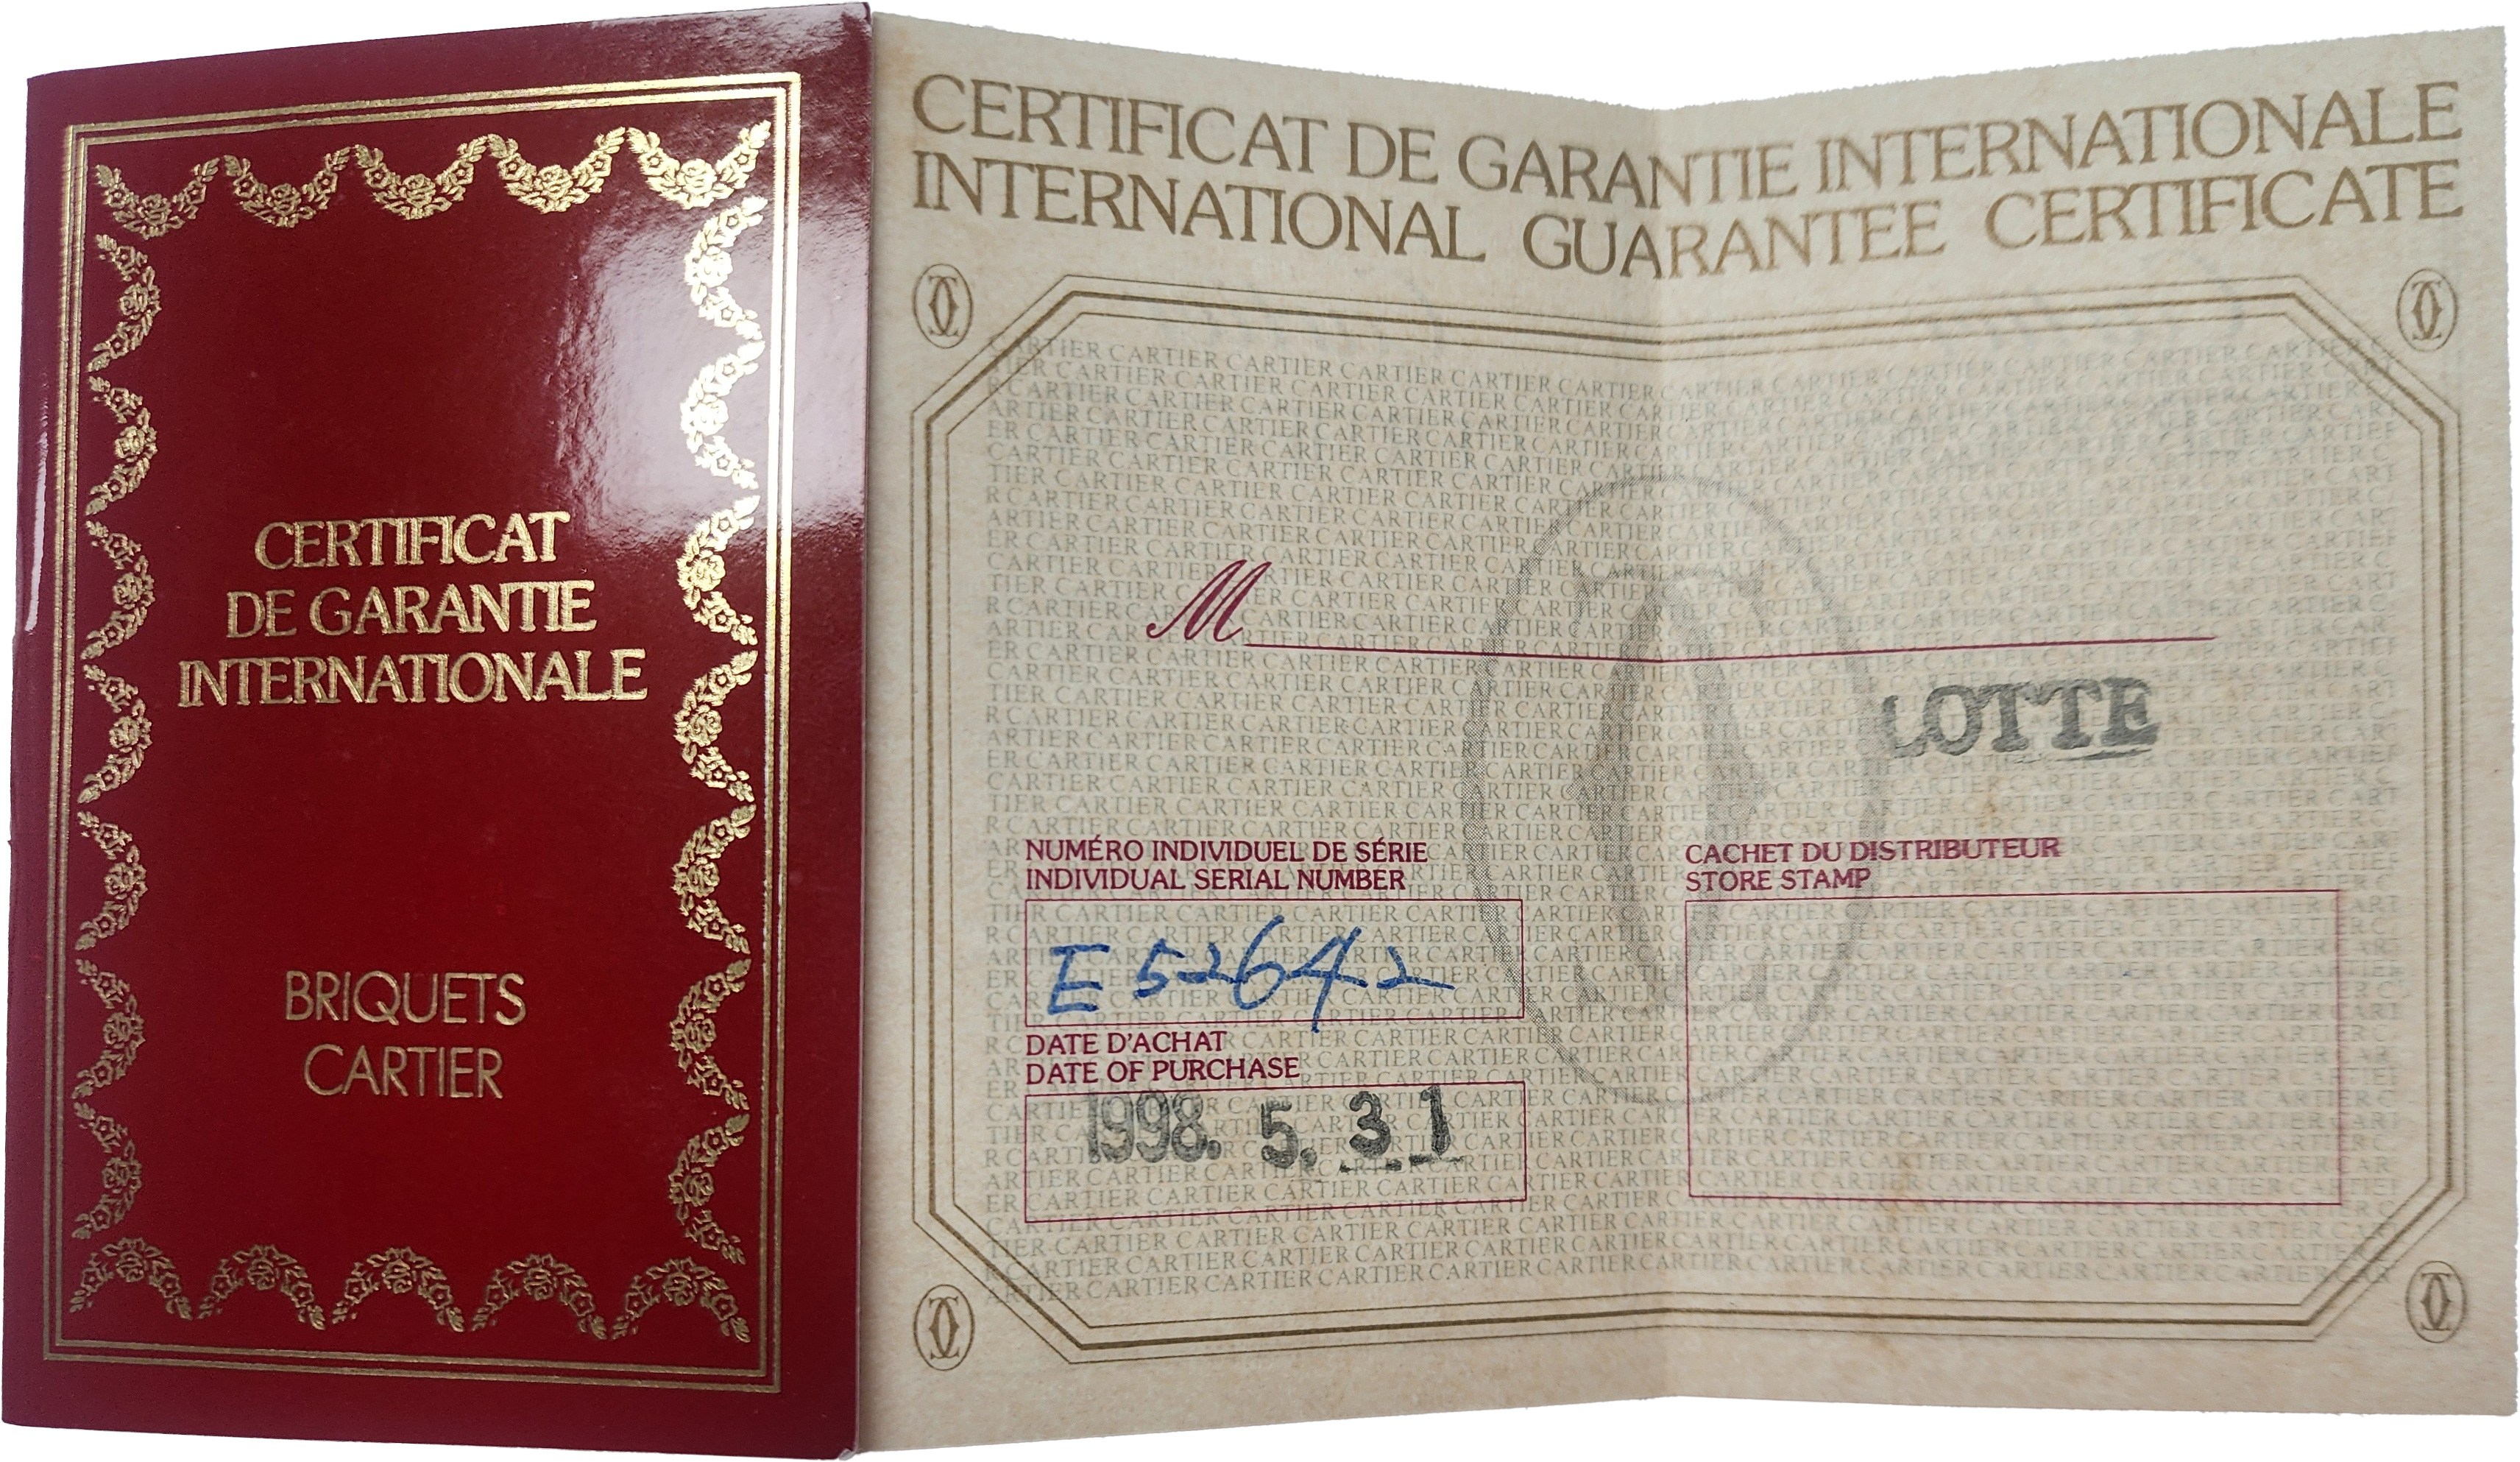 CERTIFICAT
DE GARANTIE
INTERNATIONALE
BRIQUETS
CARTIER
CERTIFICAT DE GARANTIE INTERNATIONALE
INTERNATIONAL GUARANTEE CERTIFICATE
M
LOTTE
NUMÉRO INDIVIDUEL DE SÉRIE
INDIVIDUAL SERIAL NUMBER
E52642
DATE D'ACHAT
DATE OF PURCHASE
1998. 5. 31
CACHET DU DISTRIBUTEUR
STORE STAMP